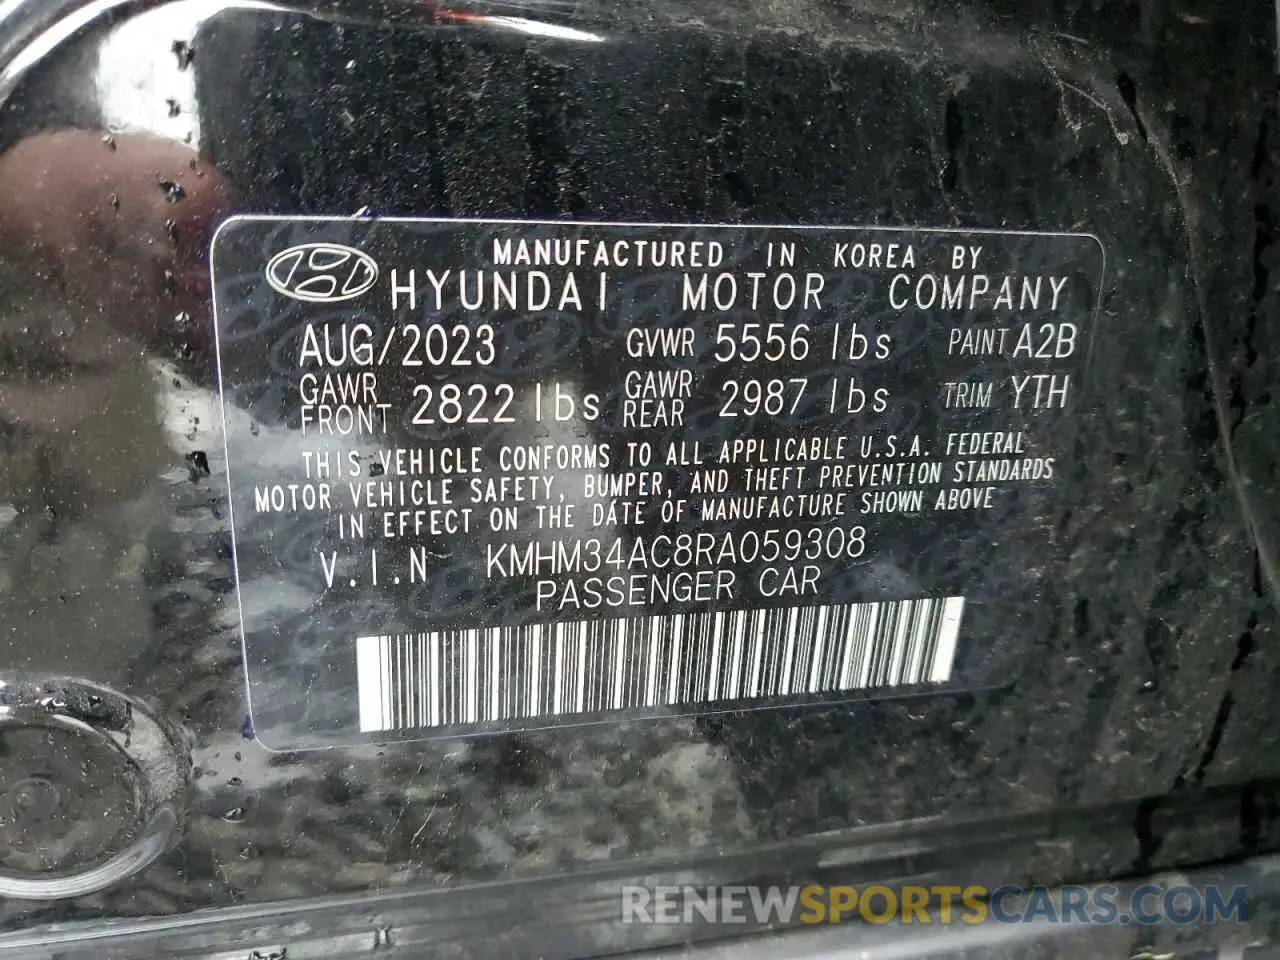 MANUFACTURED IN KOREA BY
HYUNDAI MOTOR COMPANY
AUG/2023 GVWR 5556 lbs PAINT A2B
GAWR FRONT 2822 lbs GAWR REAR 2987 lbs TRIM YTH
THIS VEHICLE CONFORMS TO ALL APPLICABLE U.S.A. FEDERAL
MOTOR VEHICLE SAFETY, BUMPER, AND THEFT PREVENTION STANDARDS
IN EFFECT ON THE DATE OF MANUFACTURE SHOWN ABOVE
V.I.N KMHM34AC8RA059308
PASSENGER CAR
RENEWSPORTSCARS.COM